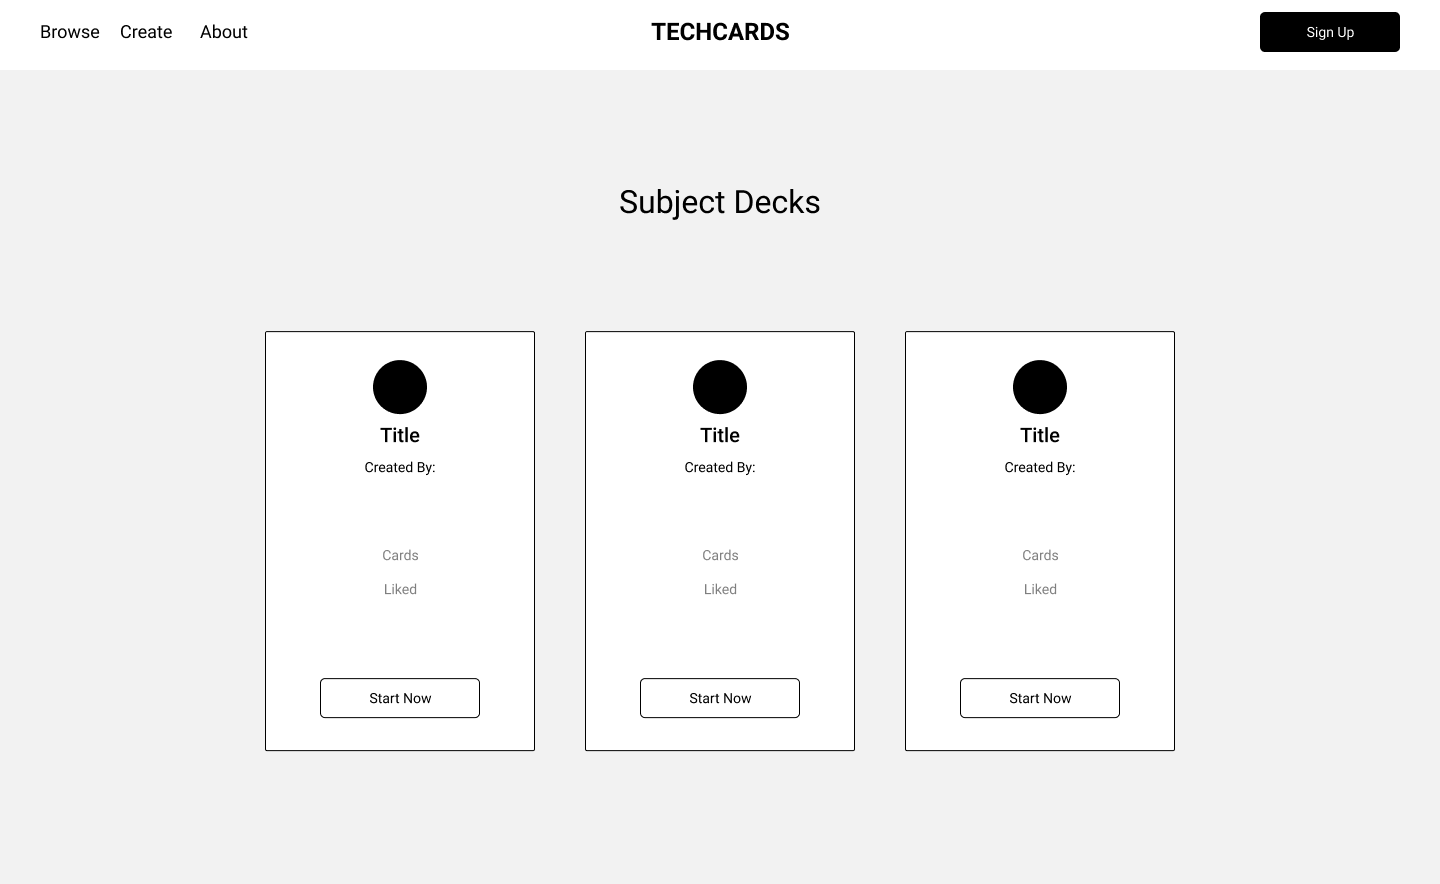 Browse Create About TECHCARDS Sign Up
Subject Decks
Title
Created By:
Cards
Liked
Start Now
Title
Created By:
Cards
Liked
Start Now
Title
Created By:
Cards
Liked
Start Now